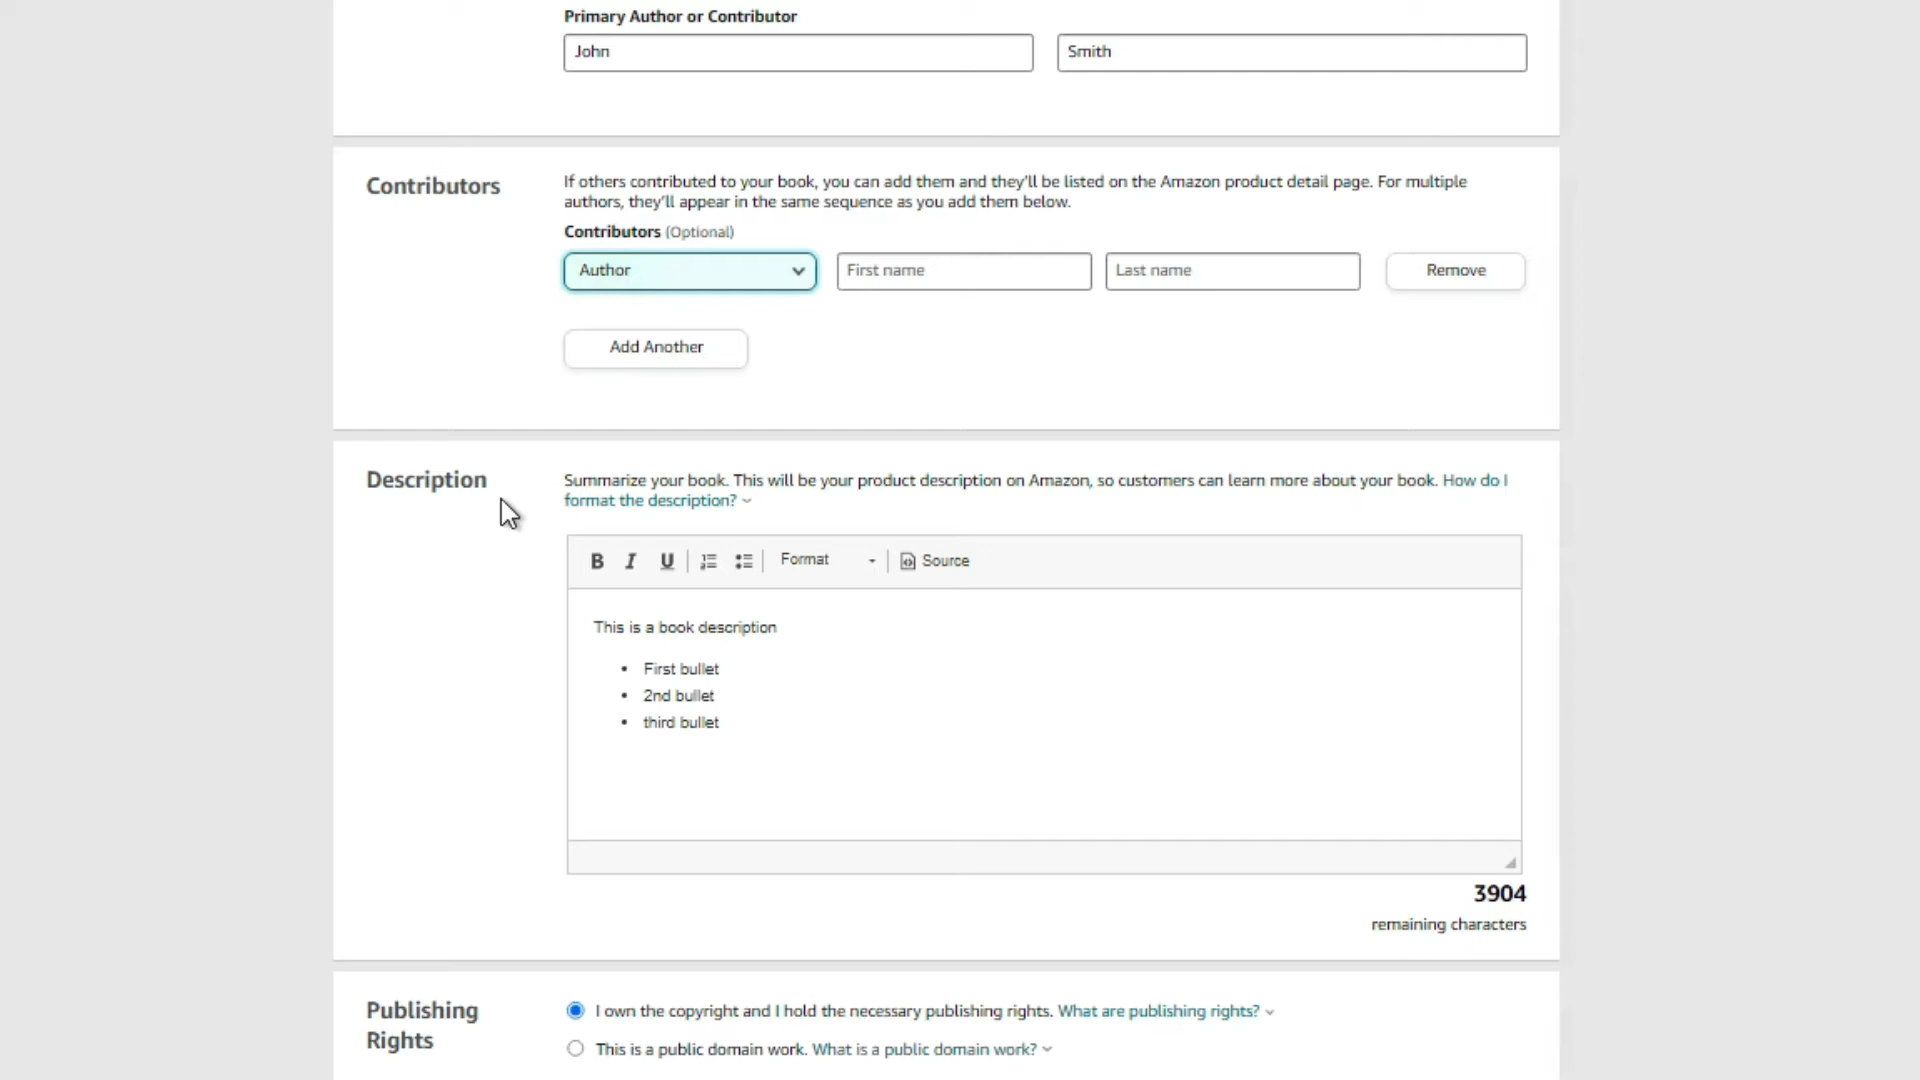 Primary Author or Contributor
John
Smith
Contributors
If others contributed to your book, you can add them and they'll be listed on the Amazon product detail page. For multiple
authors, they'll appear in the same sequence as you add them below.
Contributors (Optional)
Author
First name
Last name
Remove
Add Another
Description
Summarize your book. This will be your product description on Amazon, so customers can learn more about your book. How do I
format the description?
B I U Format Source
This is a book description
• First bullet
• 2nd bullet
• third bullet
3904
remaining characters
Publishing
Rights
I own the copyright and I hold the necessary publishing rights. What are publishing rights?
This is a public domain work. What is a public domain work?